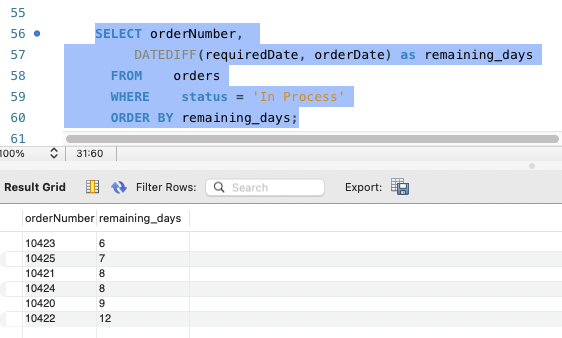 55
56 SELECT orderNumber,
57 DATEDIFF(requiredDate, orderDate) as remaining_days
58 FROM orders
59 WHERE status = 'In Process'
60 ORDER BY remaining_days;
61
100% 31:60
Result Grid Filter Rows: Search Export:
orderNumber remaining_days
10423 6
10425 7
10421 8
10424 8
10420 9
10422 12